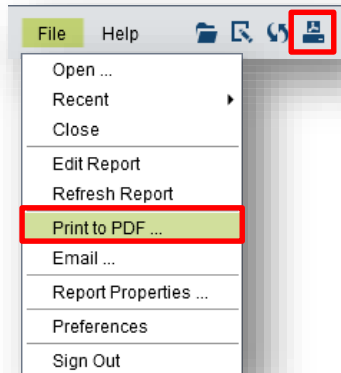 File Help
Open ...
Recent
Close
Edit Report
Refresh Report
Print to PDF ...
Email ...
Report Properties ...
Preferences
Sign Out